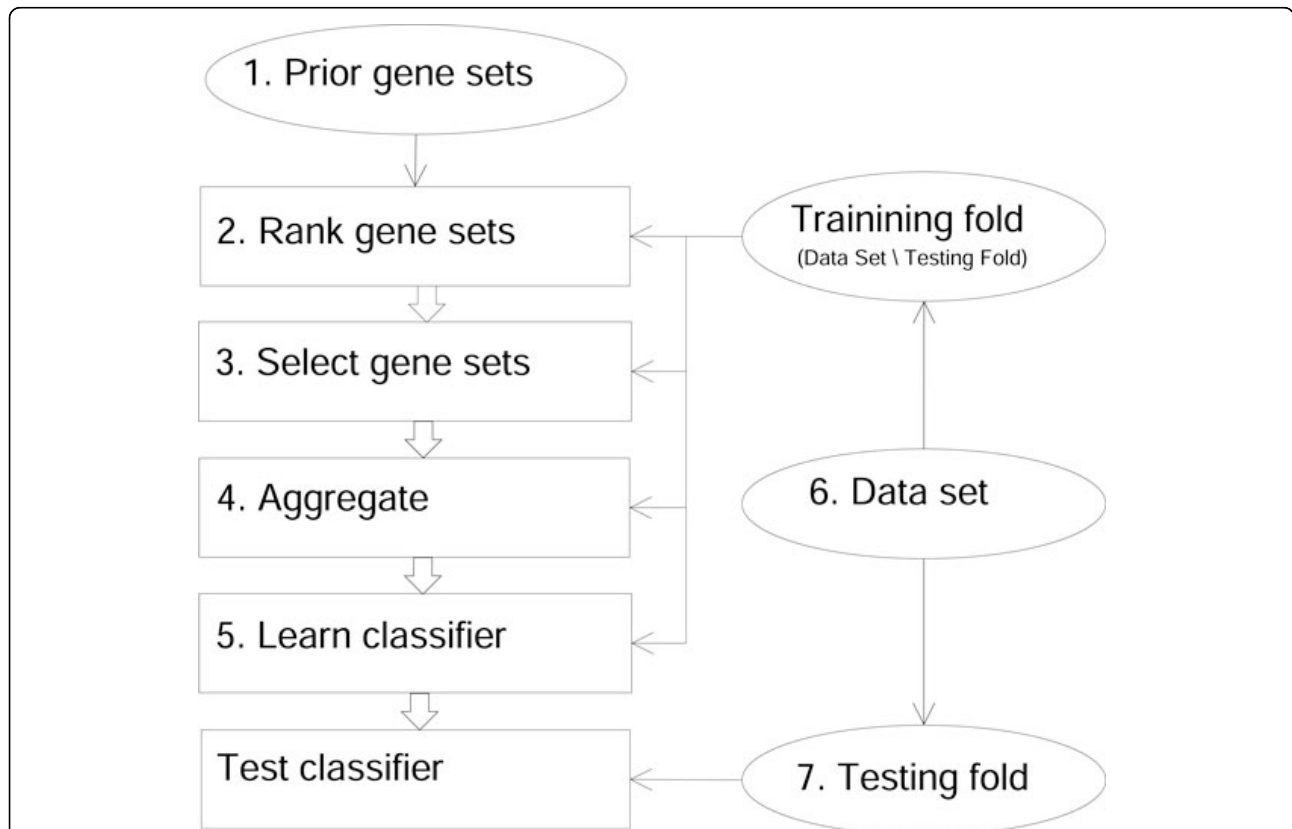 1. Prior gene sets
2. Rank gene sets
Trainining fold
(Data Set \ Testing Fold)
3. Select gene sets
4. Aggregate
6. Data set
5. Learn classifier
Test classifier
7. Testing fold